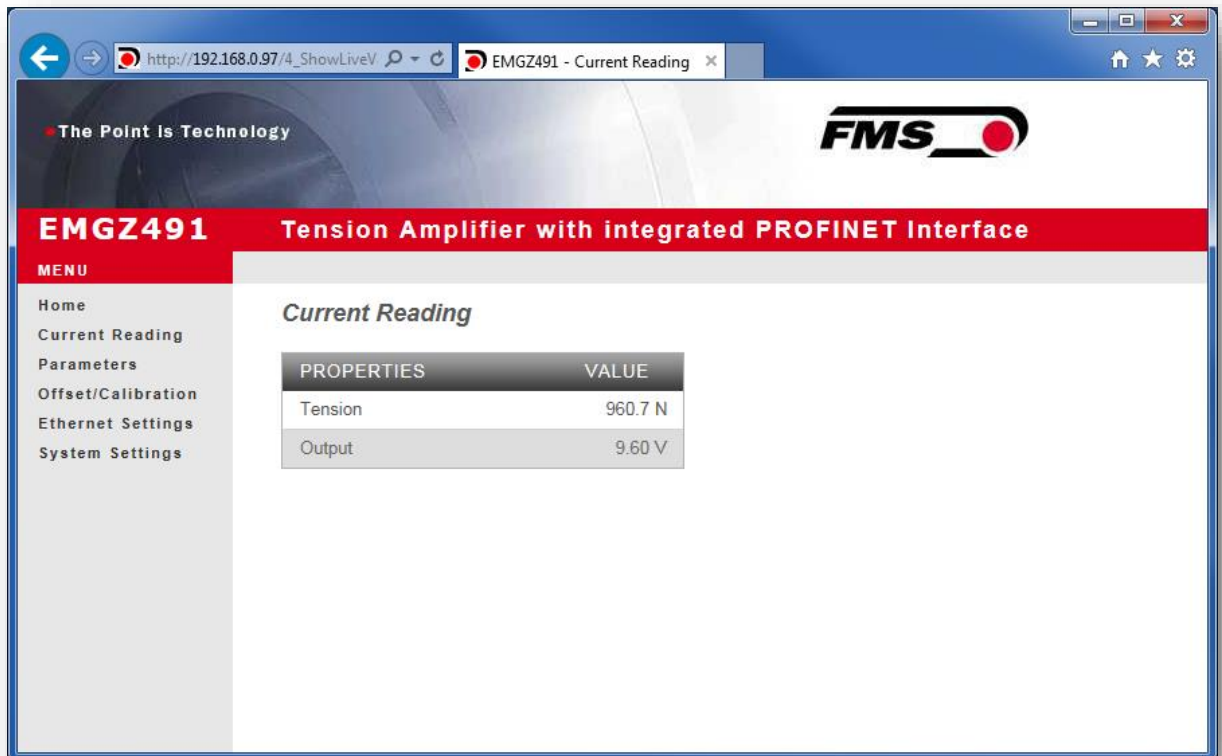 http://192.168.0.97/4_ShowLiveV
EMGZ491 - Current Reading
The Point is Technology
FMS
EMGZ491 Tension Amplifier with integrated PROFINET Interface
MENU
Home
Current Reading
Parameters
Offset/Calibration
Ethernet Settings
System Settings
Current Reading
PROPERTIES VALUE
Tension 960.7 N
Output 9.60 V